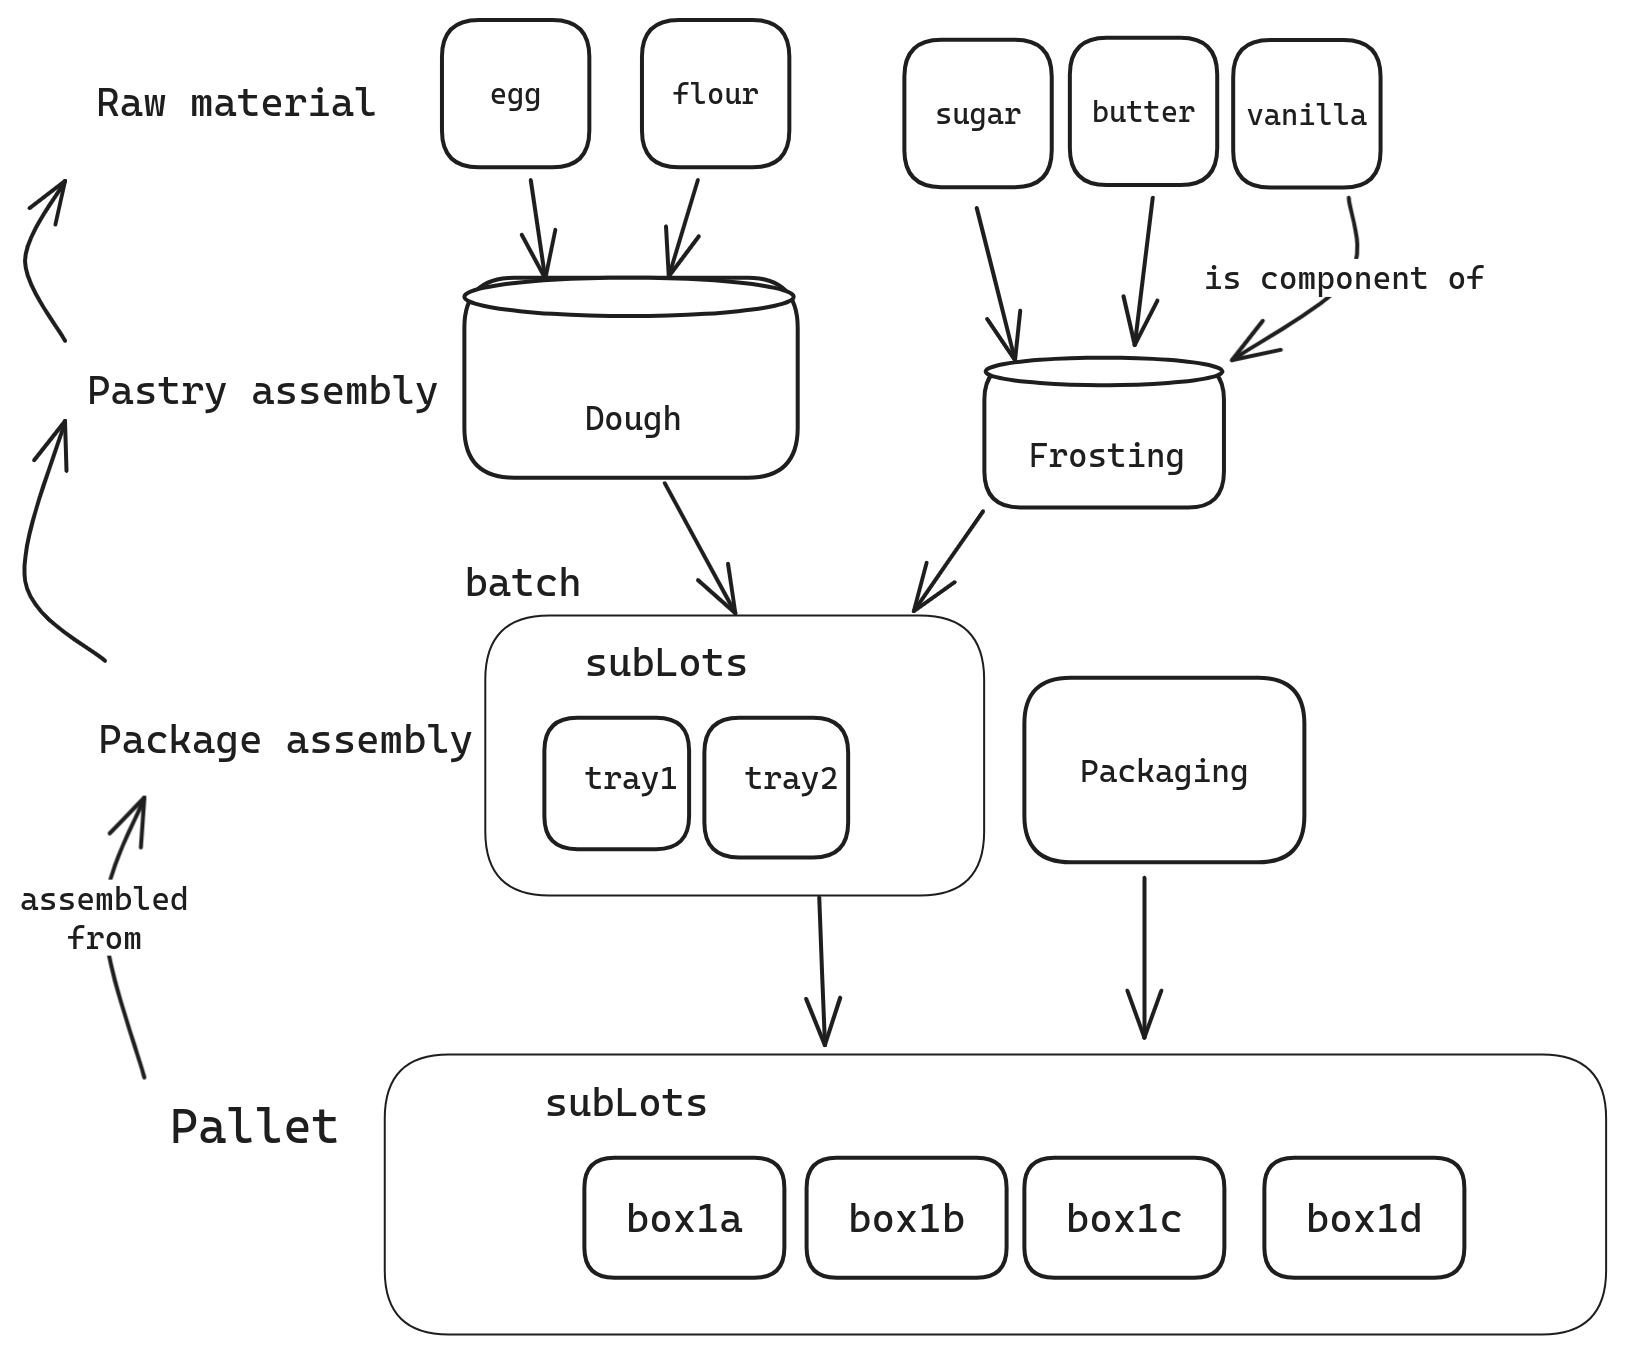 Raw material
egg
flour
sugar
butter
vanilla
is component of
Pastry assembly
Dough
Frosting
batch
subLots
Package assembly
tray1
tray2
Packaging
assembled
from
Pallet
subLots
box1a
box1b
box1c
box1d